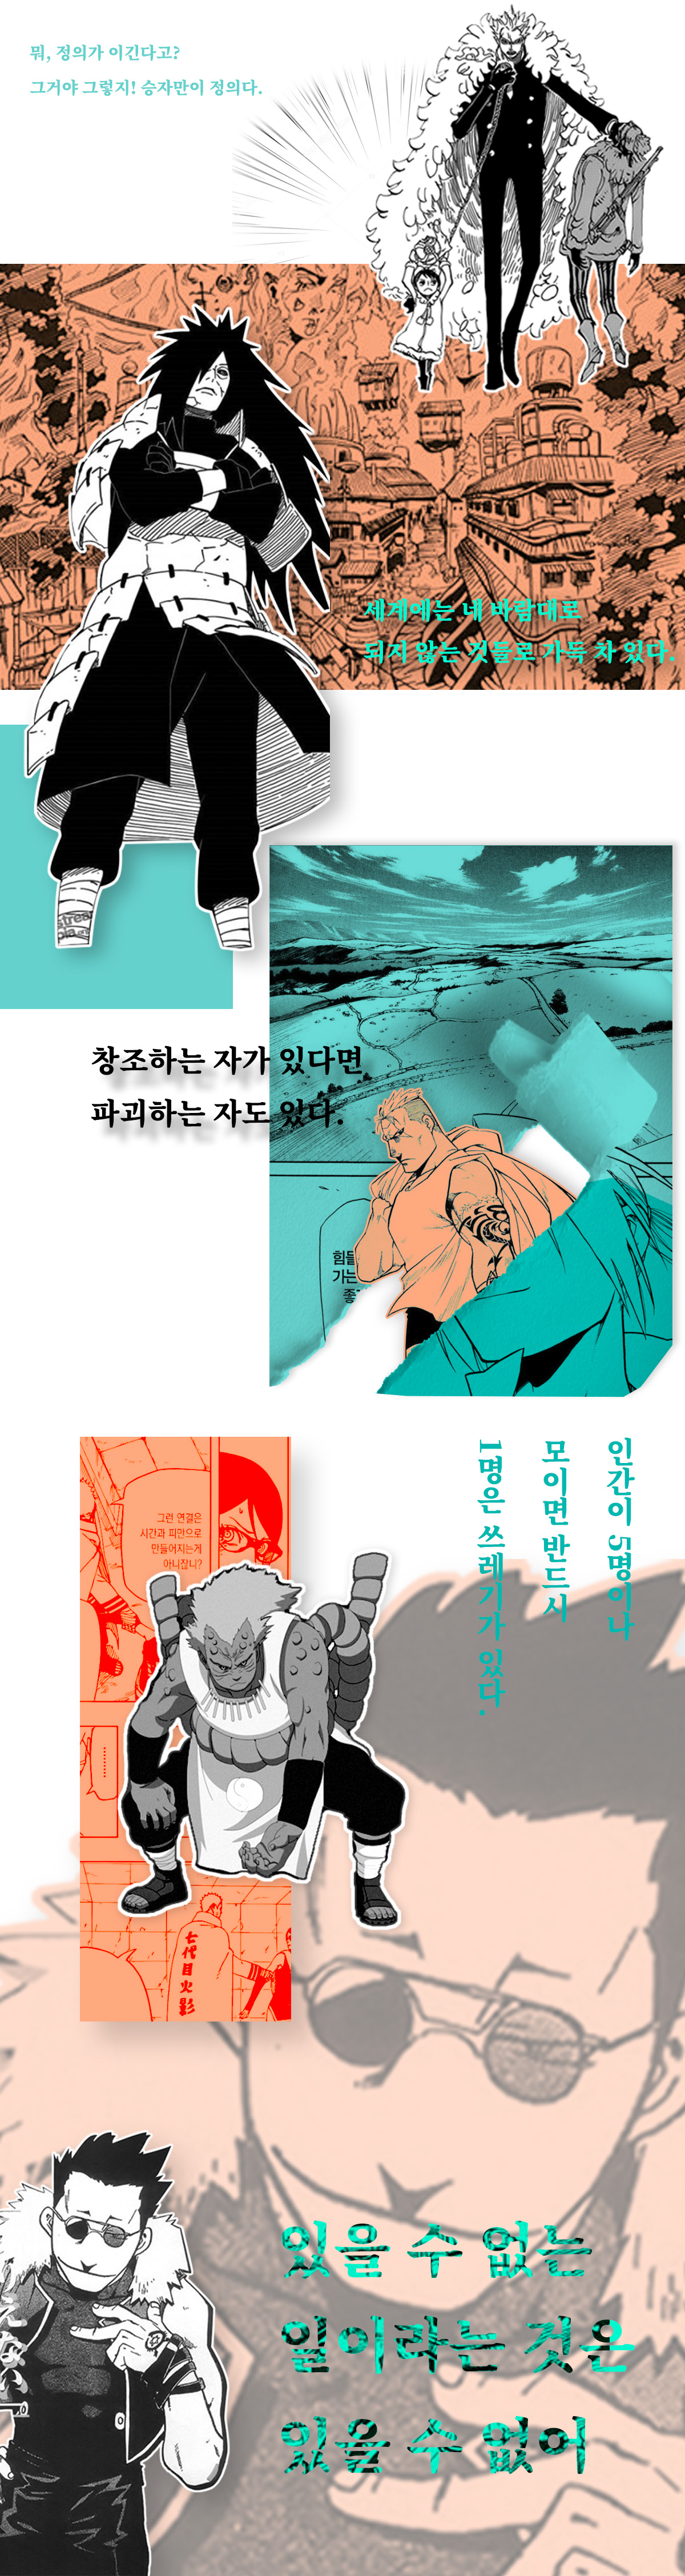 뭐, 정의가 이긴다고?
그거야 그렇지! 승자만이 정의다.
세계에는 네 바람대로
되지 않는 것들로 가득 차 있다.
창조하는 자가 있다면
파괴하는 자도 있다.
힘들
가는
좋
인간이 5명이나
모이면 반드시
1명은 쓰레기가 있다.
그런 연결은
시간과 피만으로
만들어지는게
아니잖니?
七代目火影
있을 수 없는
일이라는 것은
있을 수 없어